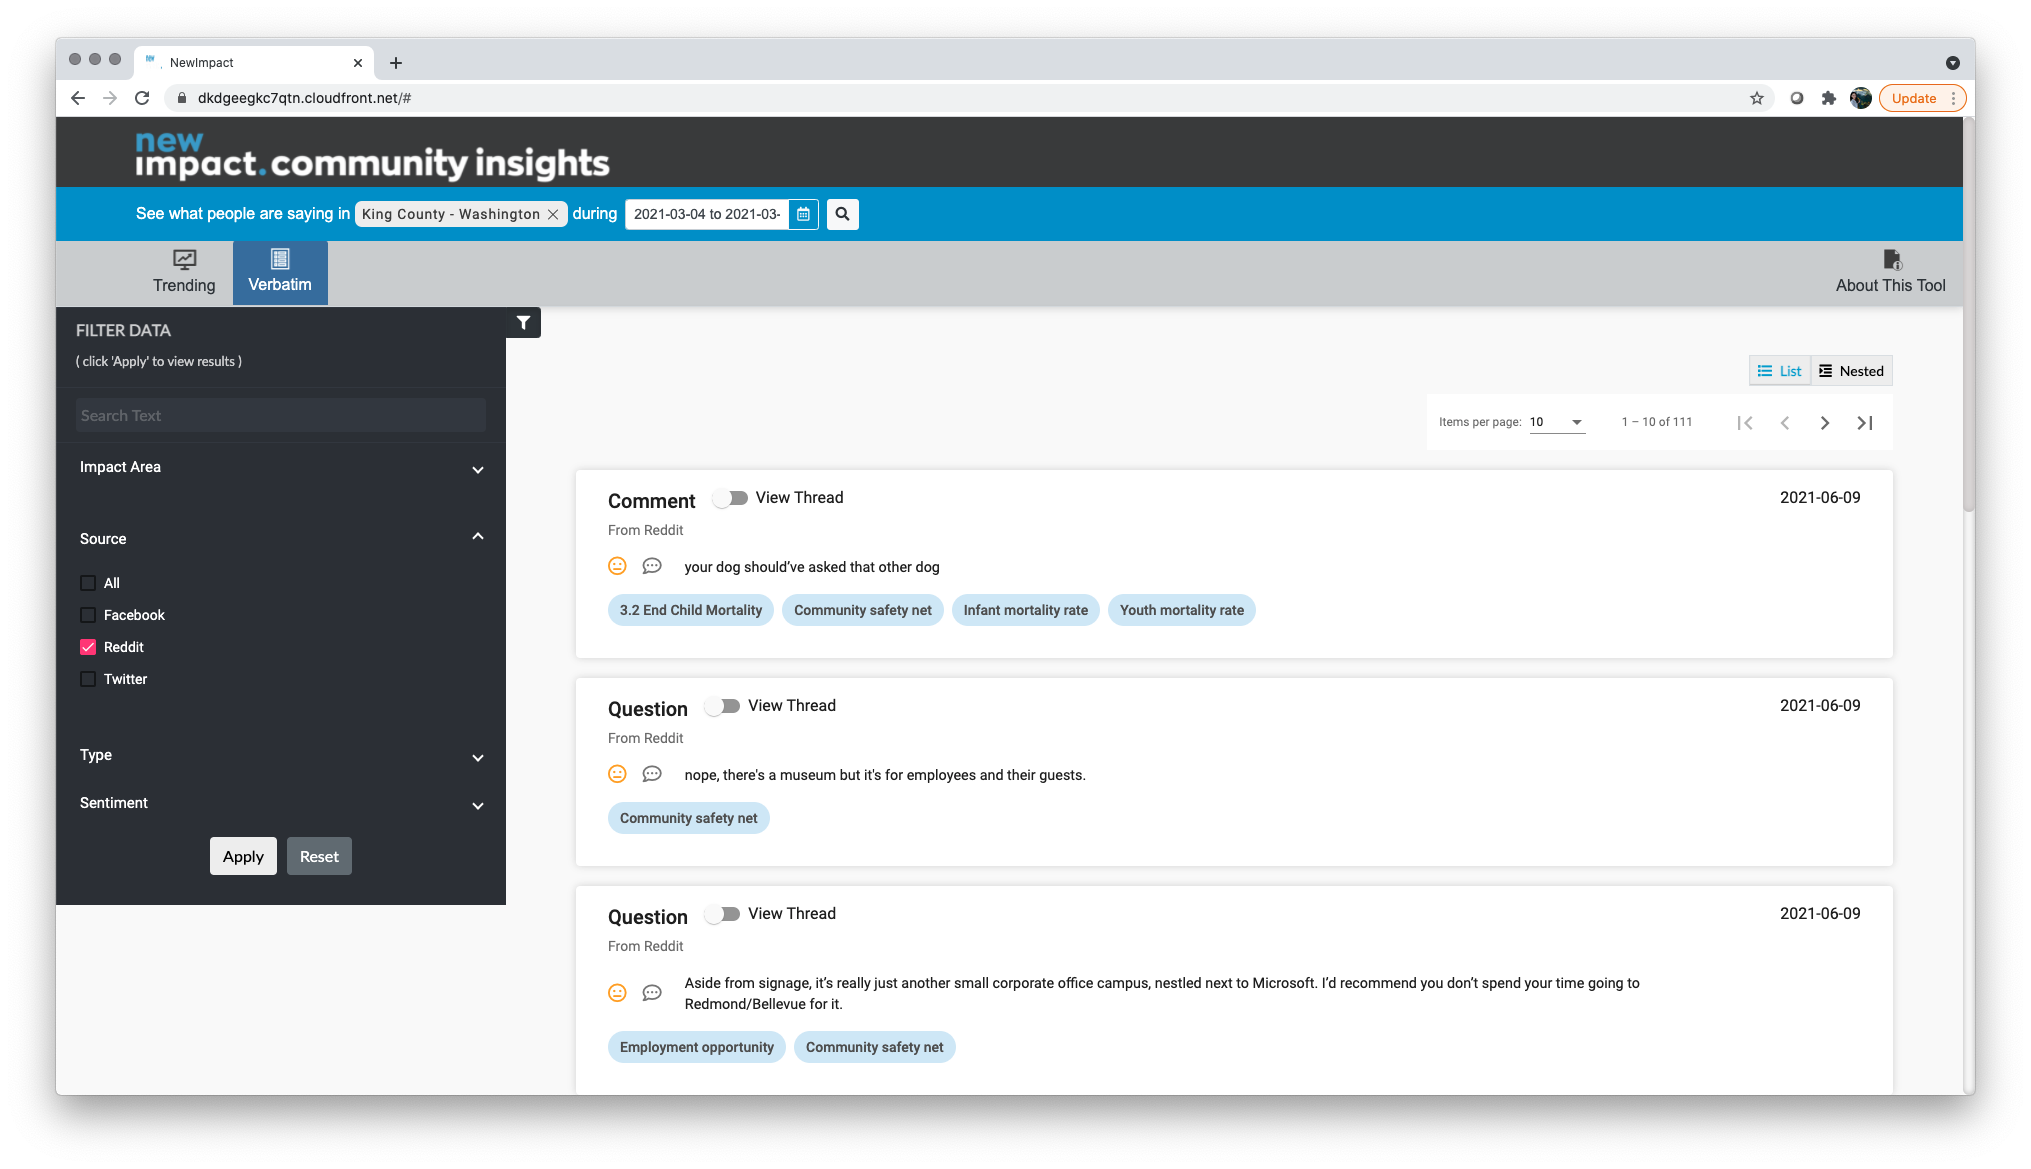 new
NewImpact
dkdgeegkc7qtn.cloudfront.net/#
Update
new
impact.community insights
See what people are saying in King County - Washington during 2021-03-04 to 2021-03-
Trending
Verbatim
About This Tool
FILTER DATA
( click 'Apply' to view results )
Search Text
Impact Area
Source
All
Facebook
Reddit
Twitter
Type
Sentiment
Apply
Reset
List
Nested
Items per page: 10
1 – 10 of 111
Comment
View Thread
2021-06-09
From Reddit
your dog should’ve asked that other dog
3.2 End Child Mortality
Community safety net
Infant mortality rate
Youth mortality rate
Question
View Thread
2021-06-09
From Reddit
nope, there's a museum but it's for employees and their guests.
Community safety net
Question
View Thread
2021-06-09
From Reddit
Aside from signage, it’s really just another small corporate office campus, nestled next to Microsoft. I’d recommend you don’t spend your time going to
Redmond/Bellevue for it.
Employment opportunity
Community safety net